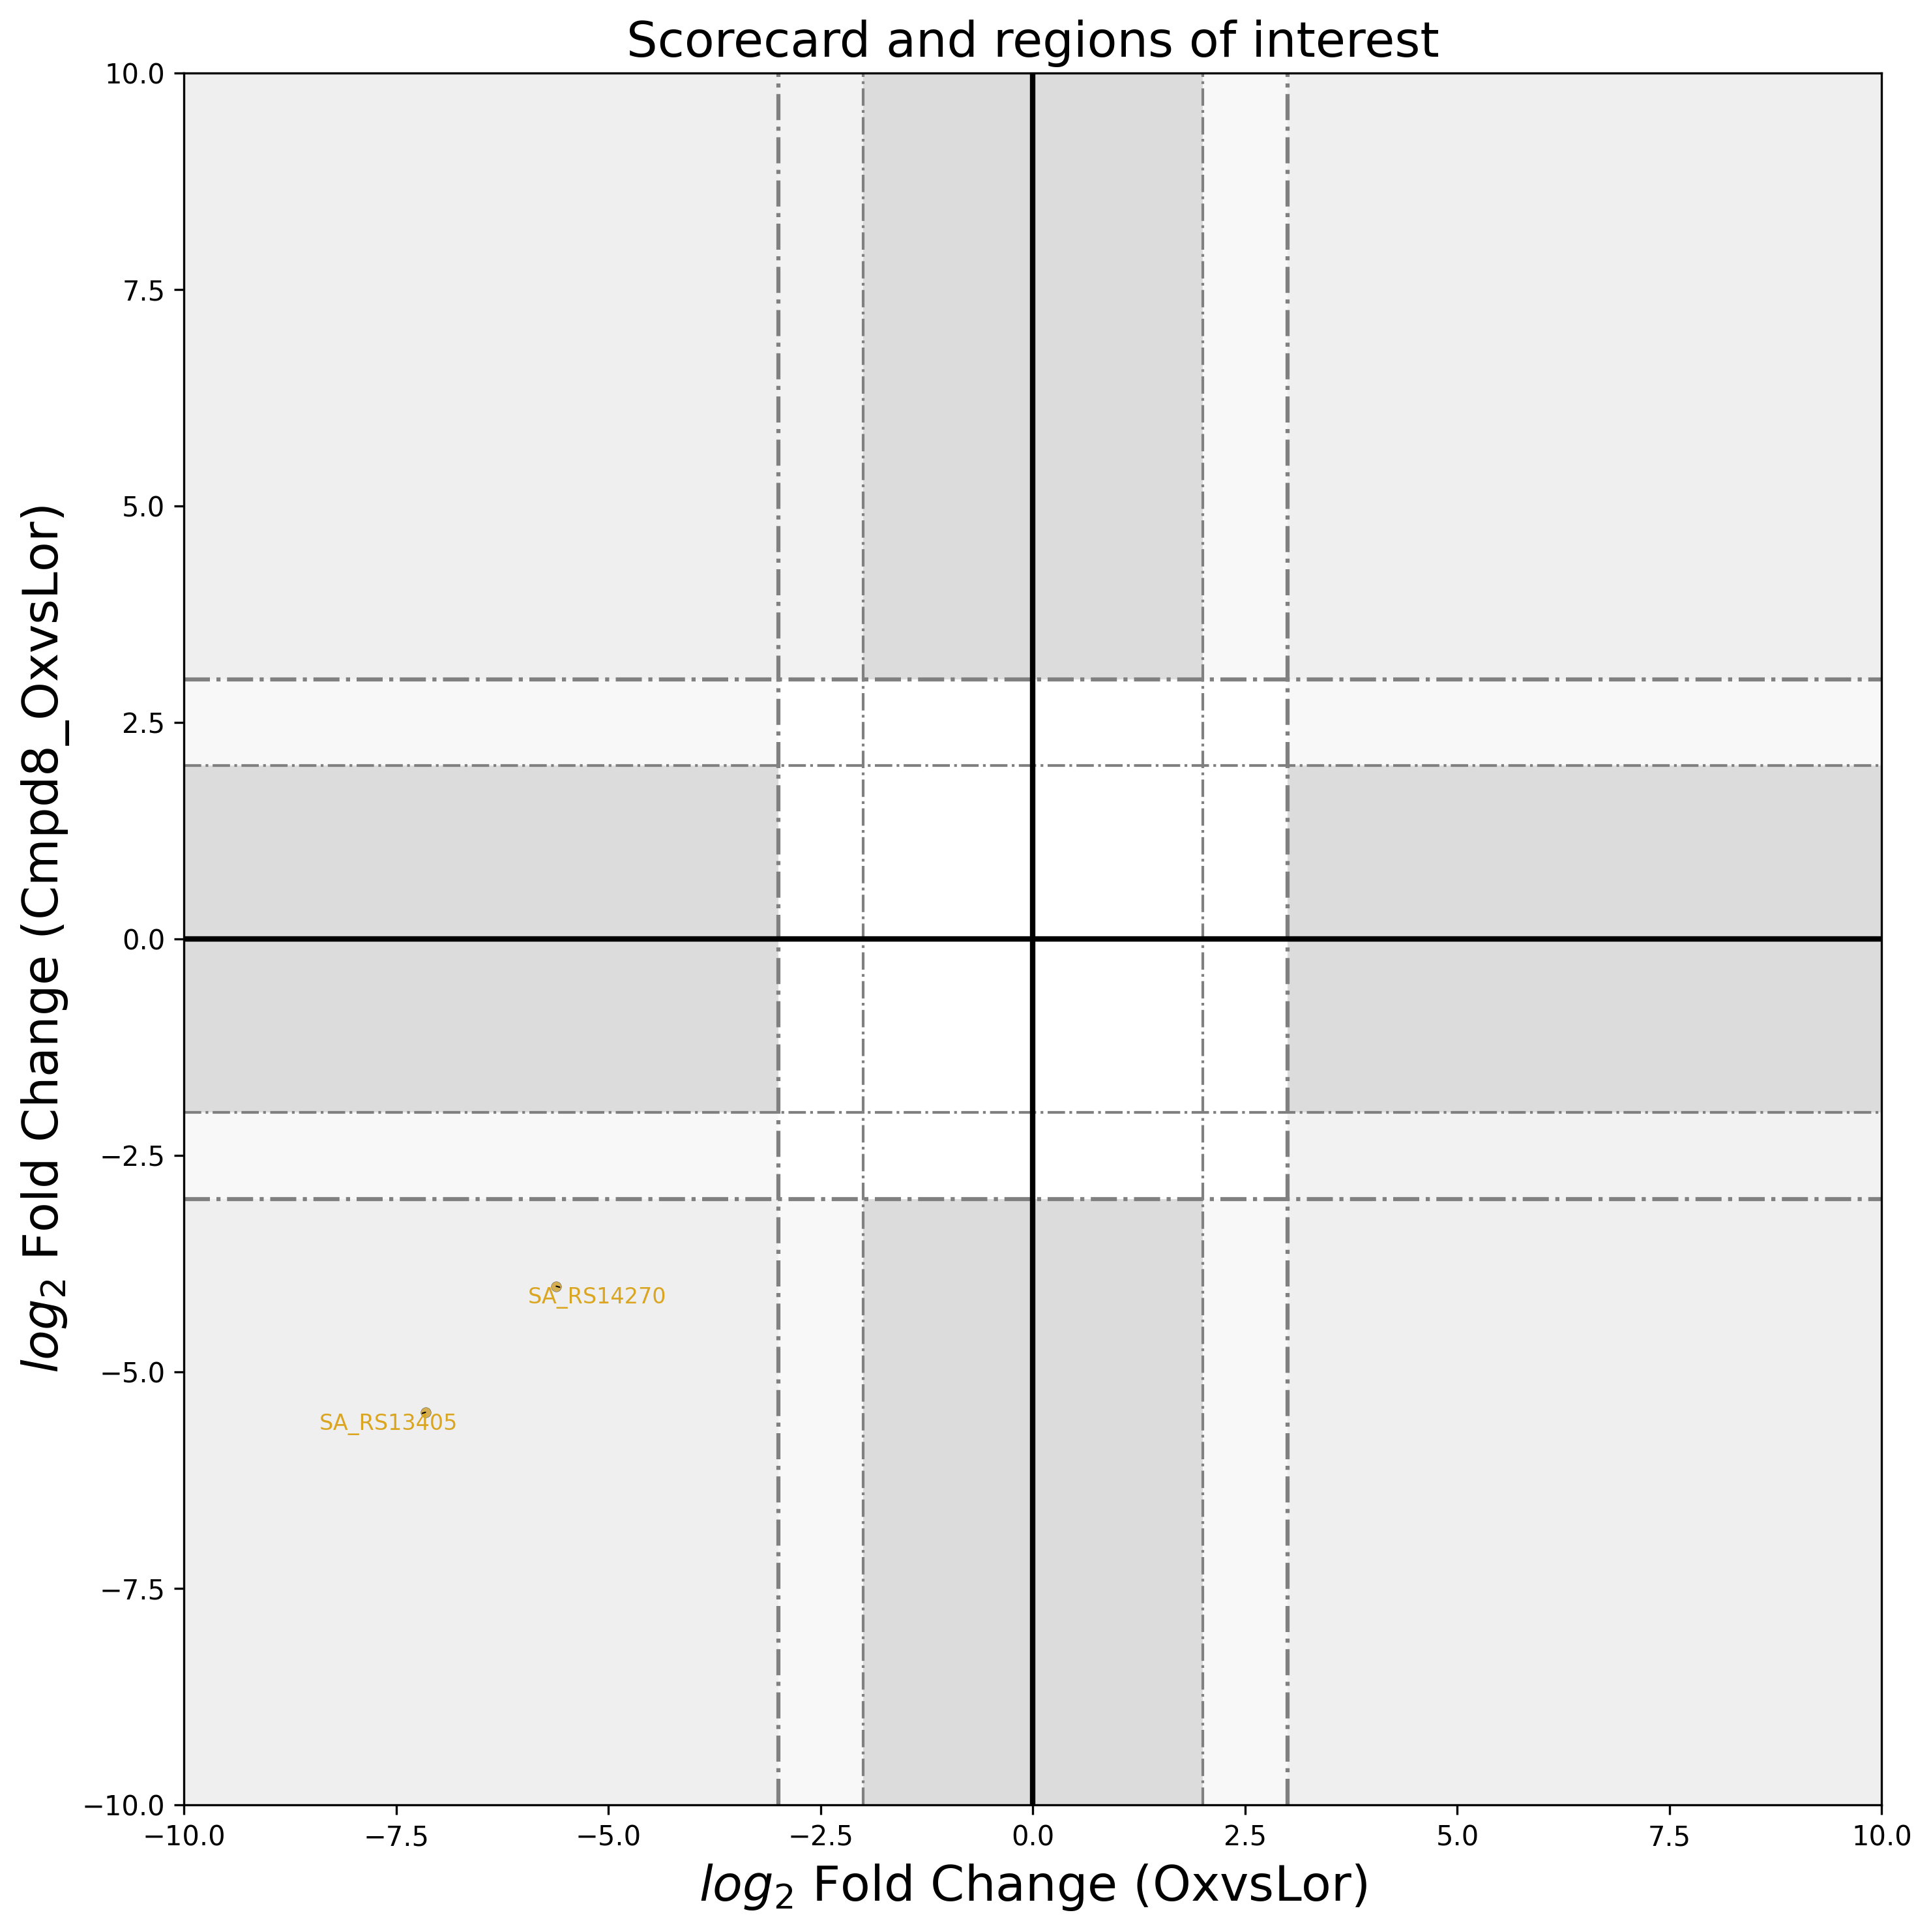 Scorecard and regions of interest
log2 Fold Change (Cmpd8_OxvsLor)
10.0
7.5
5.0
2.5
0.0
−2.5
−5.0
−7.5
−10.0
SA_RS14270
SA_RS13405
−10.0 −7.5 −5.0 −2.5 0.0 2.5 5.0 7.5 10.0
log2 Fold Change (OxvsLor)